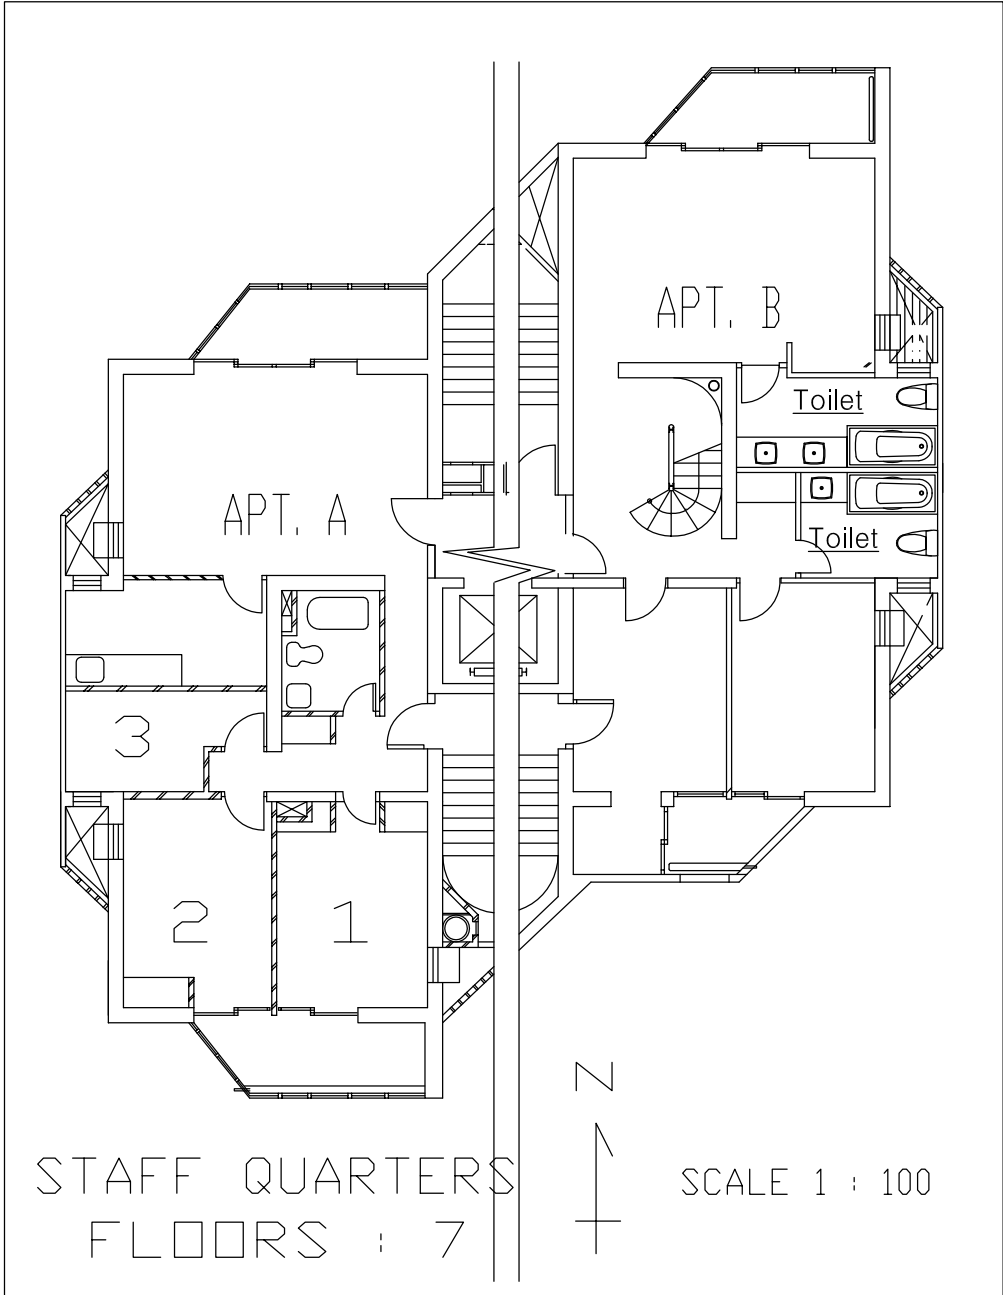 APT. B
Toilet
APT. A
Toilet
3
2
1
N
STAFF QUARTERS
SCALE 1 : 100
FLOORS : 7